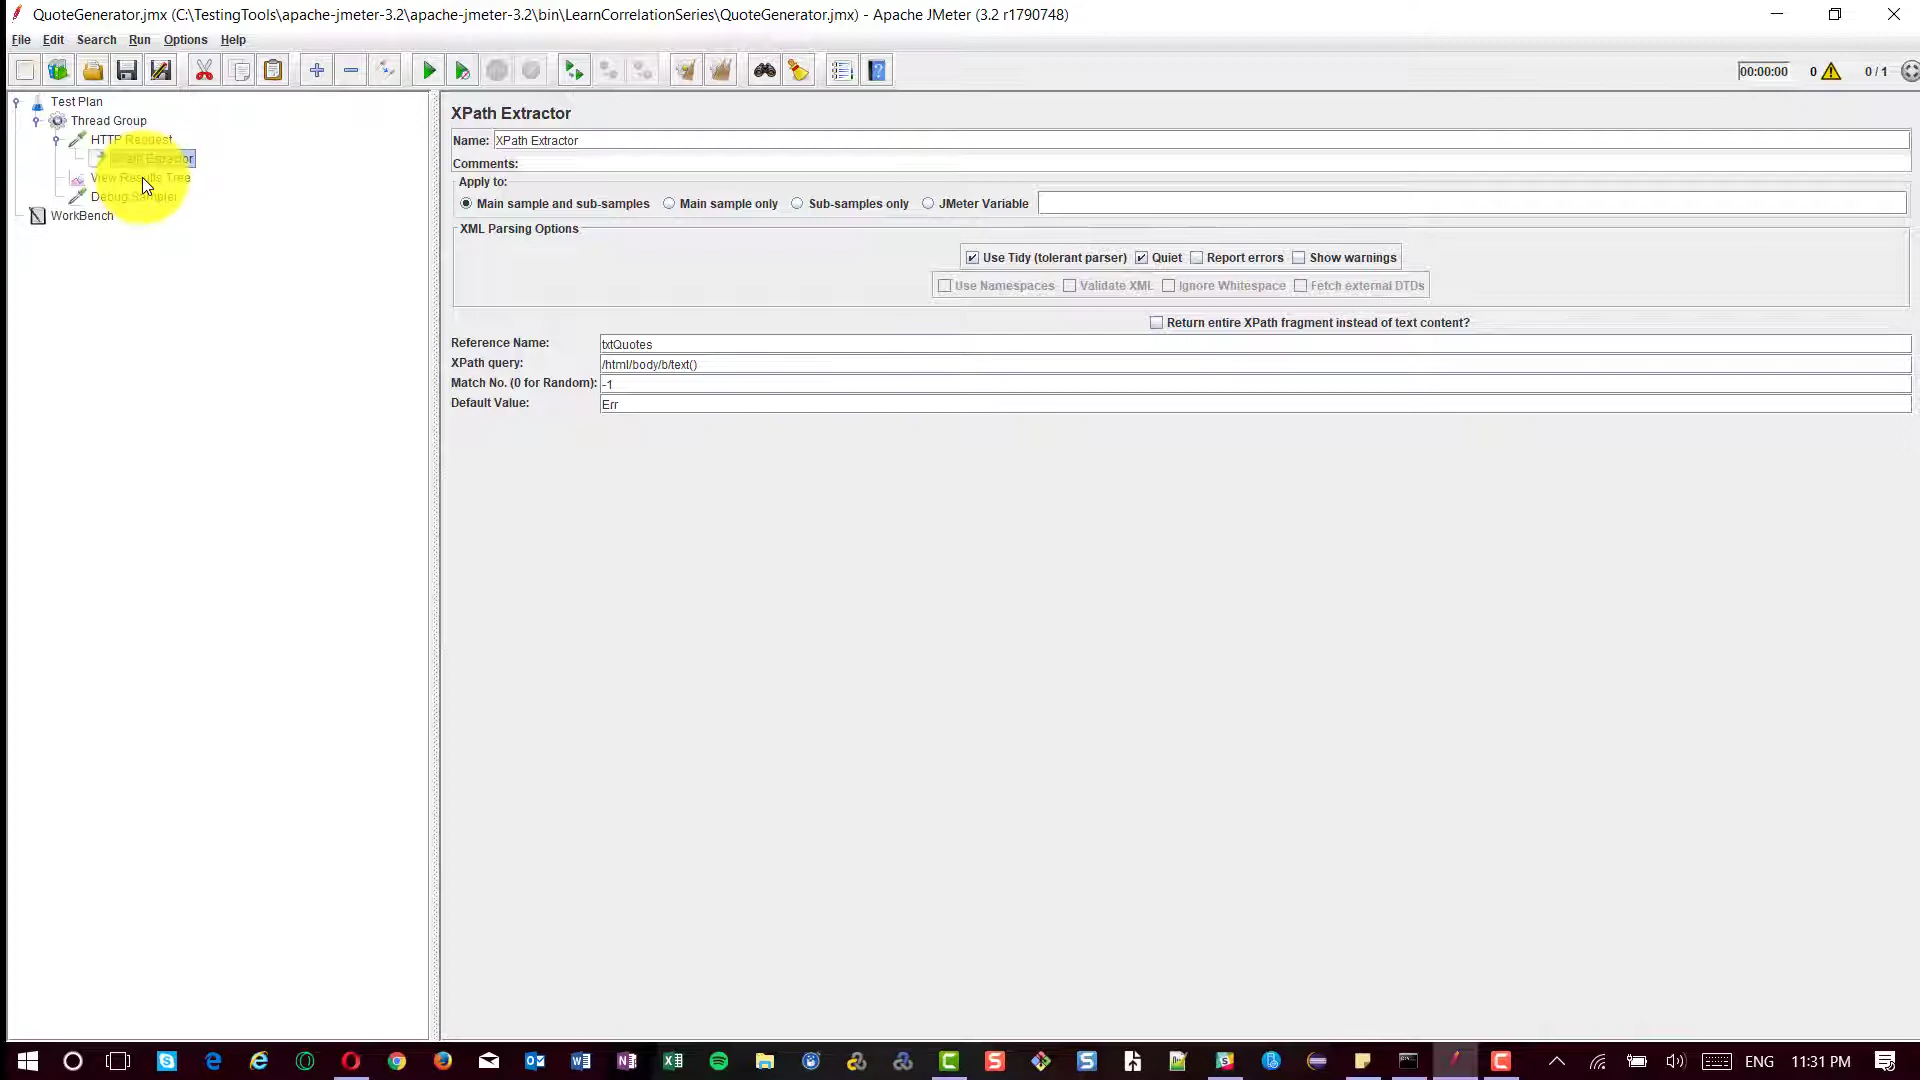 QuoteGenerator.jmx (C:\TestingTools\apache-jmeter-3.2\apache-jmeter-3.2\bin\LearnCorrelationSeries\QuoteGenerator.jmx) - Apache JMeter (3.2 r1790748)
File Edit Search Run Options Help
00:00:00 0 0 / 1
Test Plan
Thread Group
HTTP Request
XPath Extractor
View Results Tree
Debug Sampler
WorkBench
XPath Extractor
Name: XPath Extractor
Comments:
Apply to:
Main sample and sub-samples Main sample only Sub-samples only JMeter Variable
XML Parsing Options
Use Tidy (tolerant parser) Quiet Report errors Show warnings
Use Namespaces Validate XML Ignore Whitespace Fetch external DTDs
Return entire XPath fragment instead of text content?
Reference Name: txtQuotes
XPath query: /html/body/b/text()
Match No. (0 for Random): -1
Default Value: Err
ENG 11:31 PM